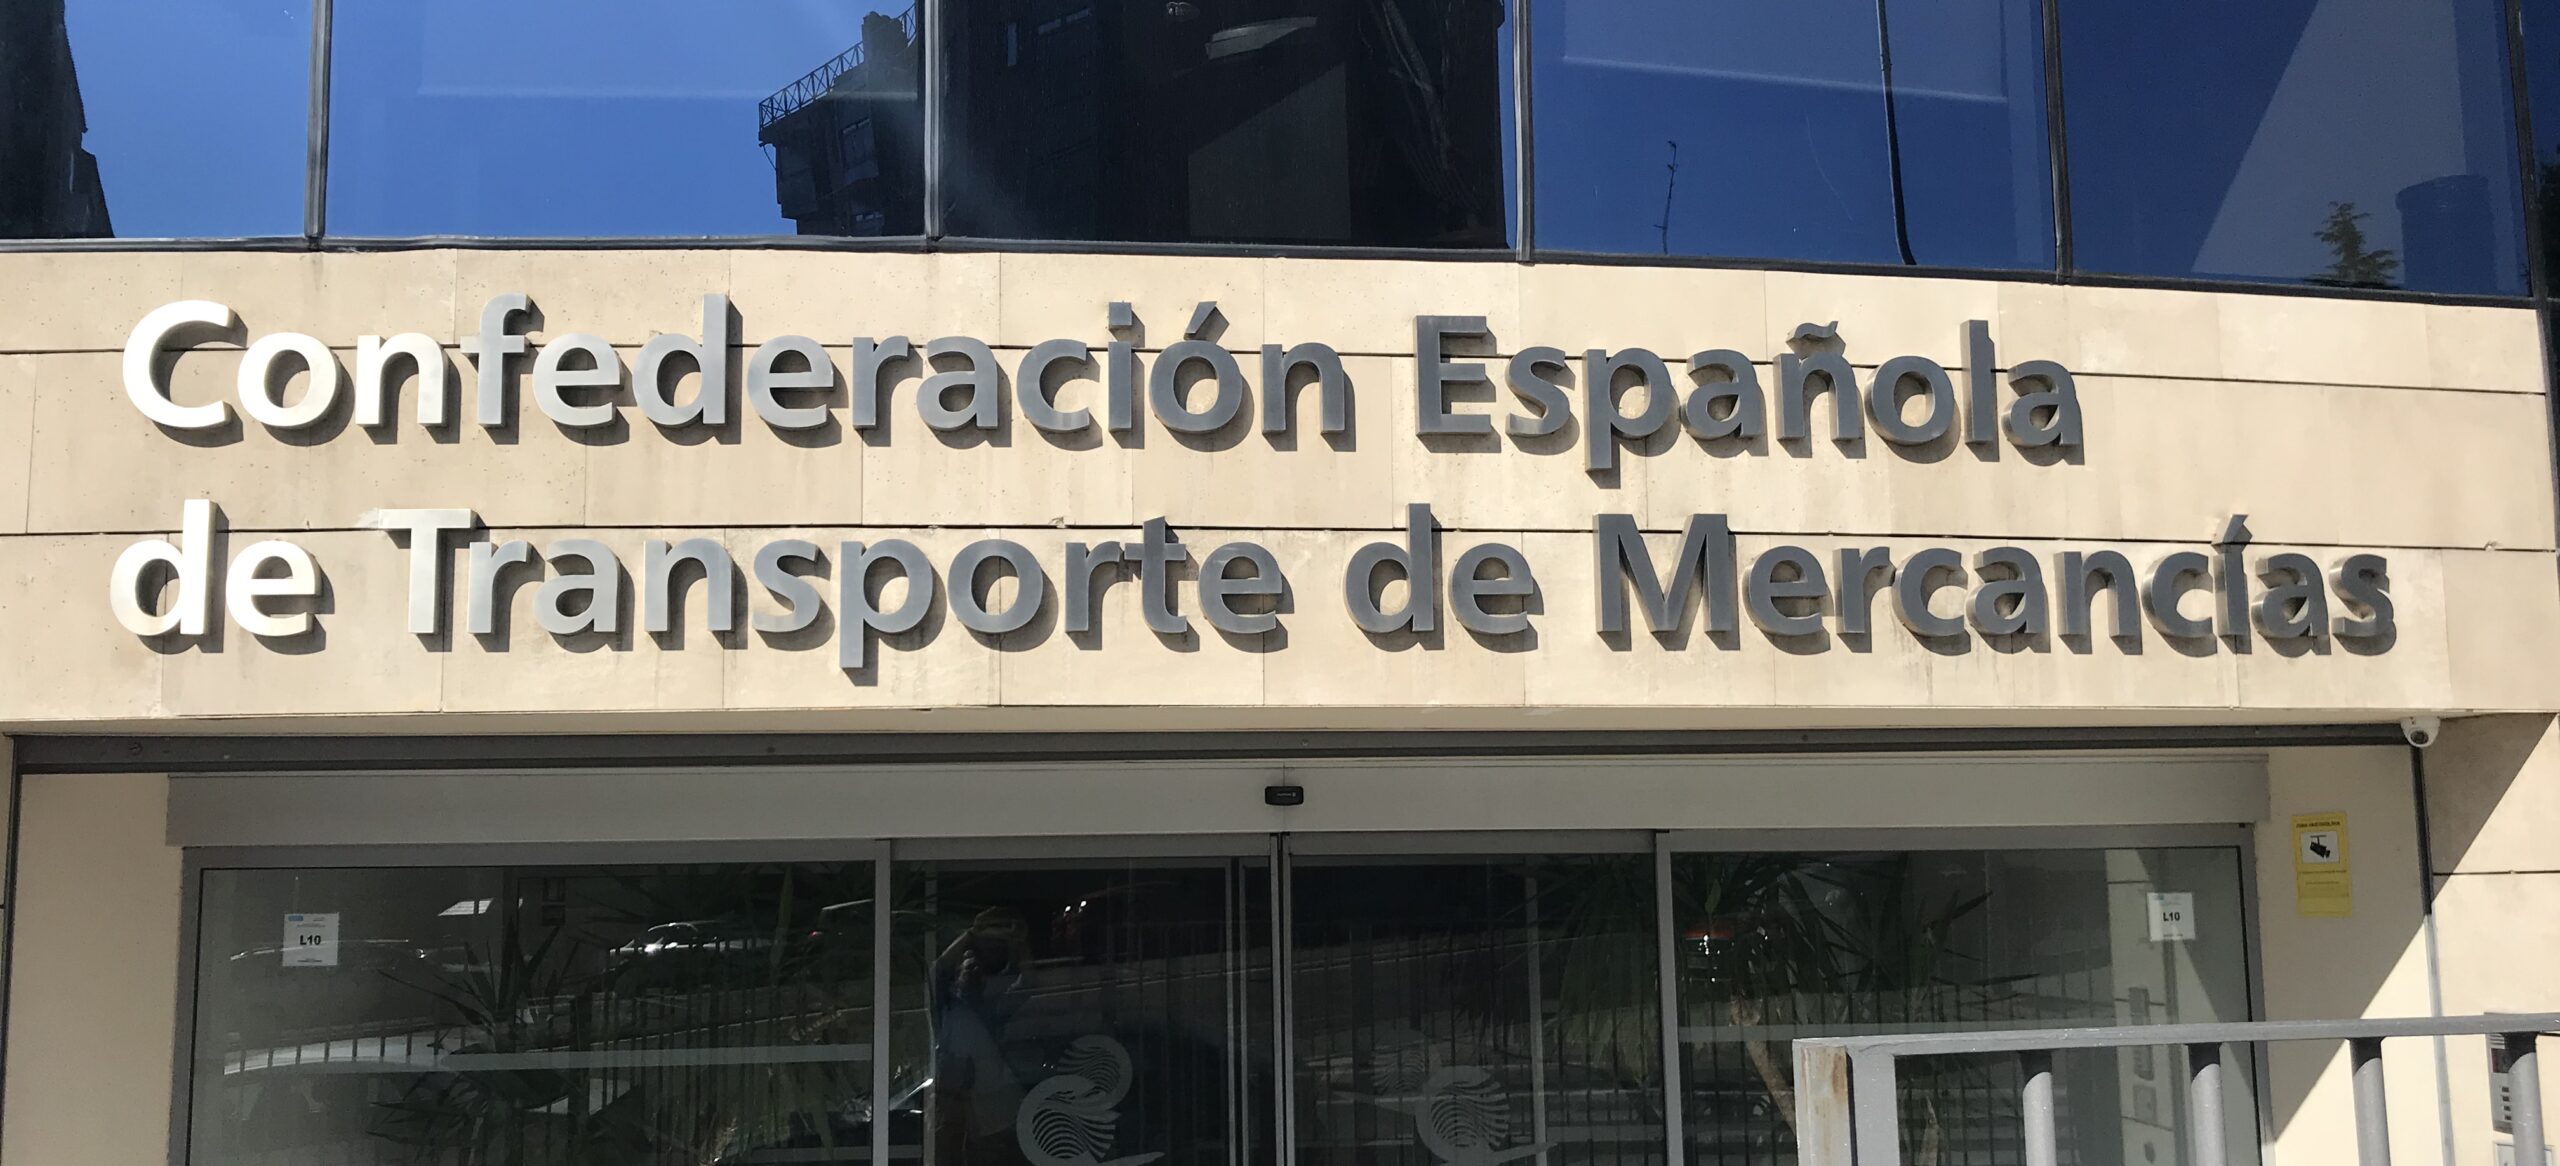 Confederación Española
de Transporte de Mercancías
L10
L10